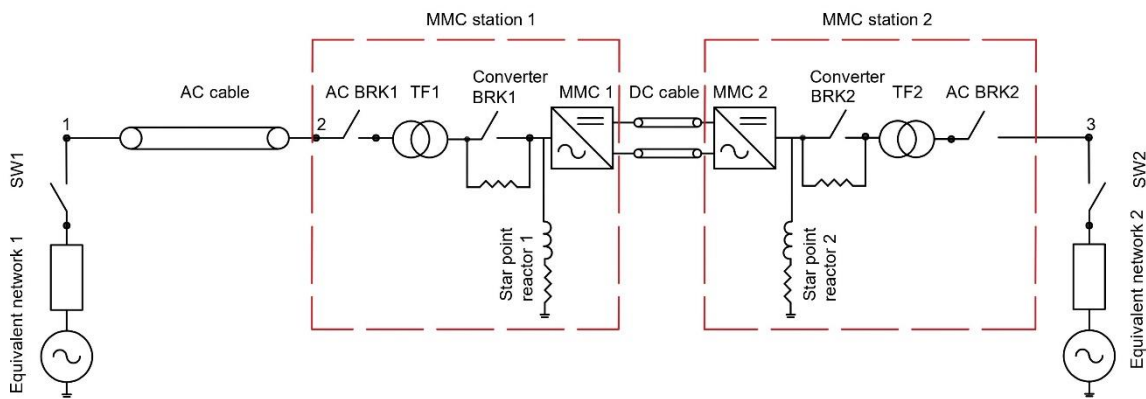 MMC station 1
MMC station 2
AC cable
AC BRK1
TF1
Converter
BRK1
MMC 1
DC cable
MMC 2
Converter
BRK2
TF2
AC BRK2
1
2
3
SW1
SW2
Star point
reactor 1
Star point
reactor 2
Equivalent network 1
Equivalent network 2